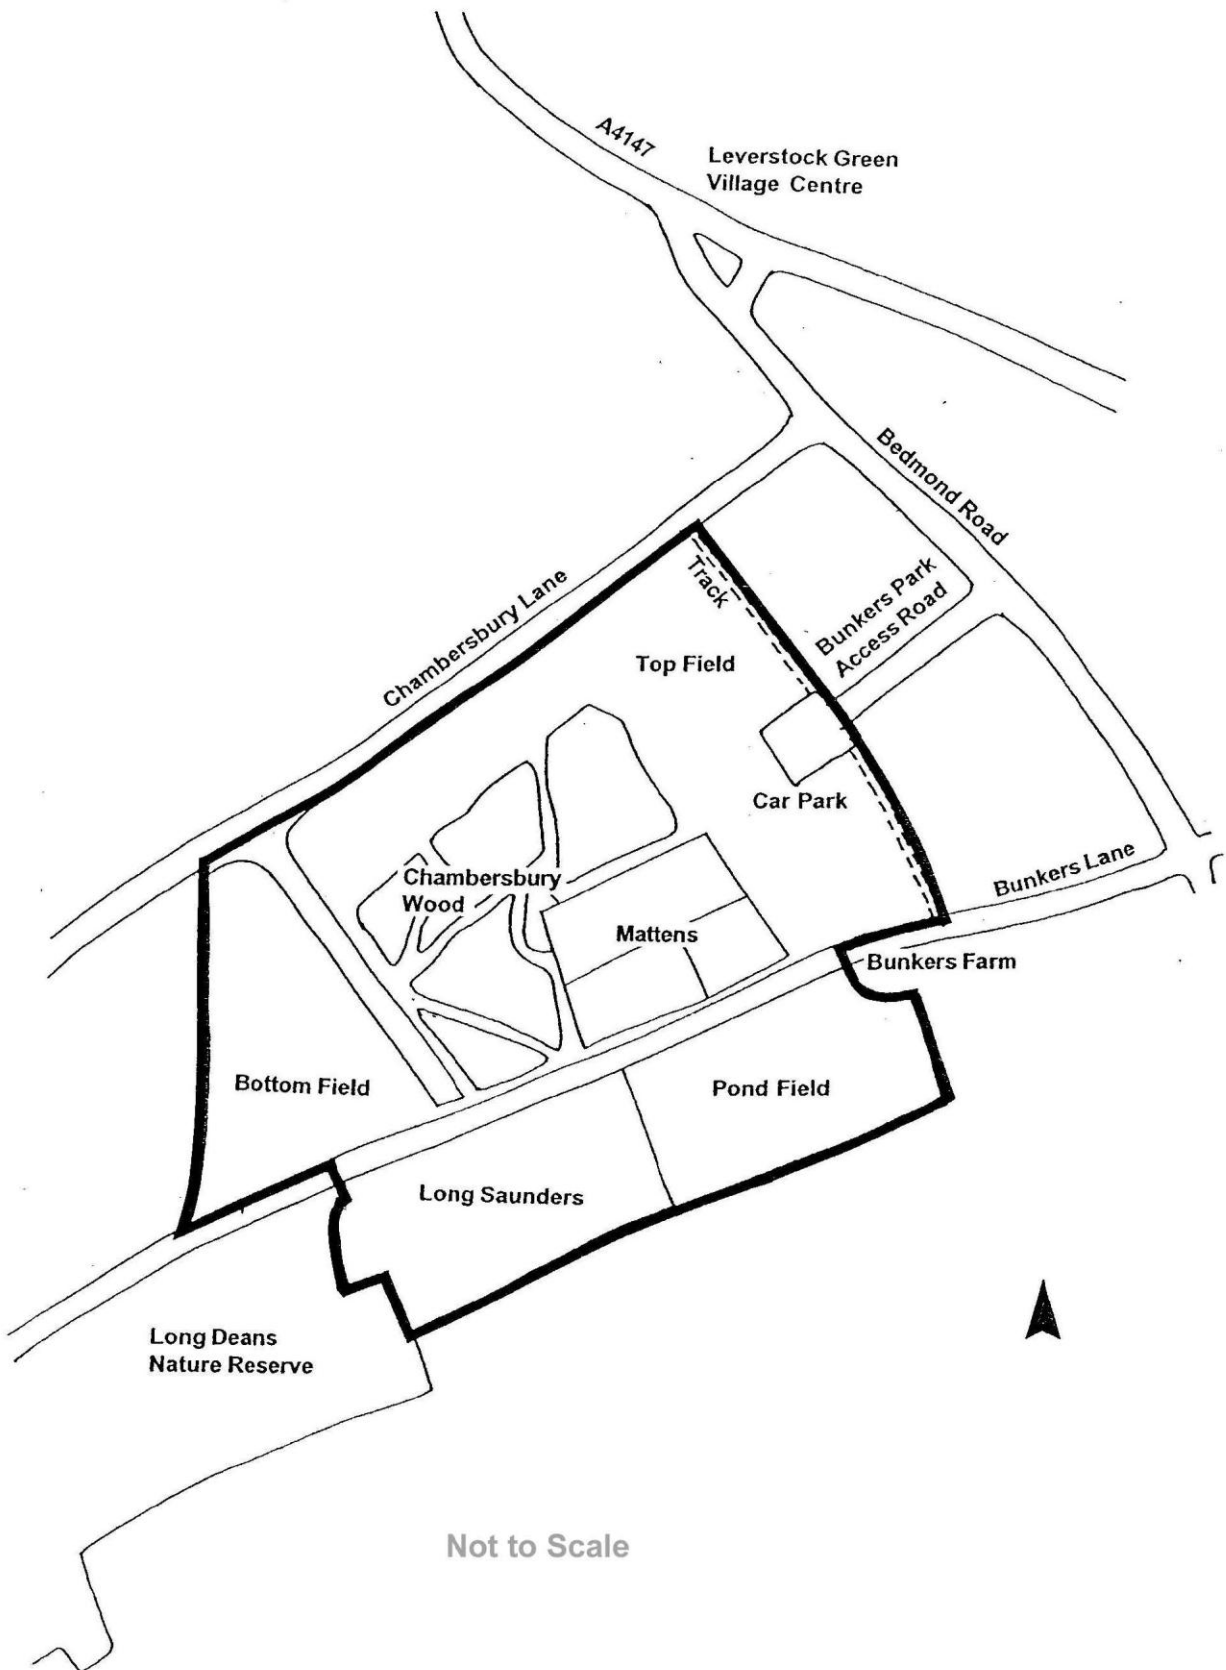 A4147
Leverstock Green
Village Centre
Bedmond Road
Chambersbury Lane
Track
Bunkers Park
Access Road
Top Field
Car Park
Chambersbury
Wood
Bunkers Lane
Mattens
Bunkers Farm
Bottom Field
Pond Field
Long Saunders
Long Deans
Nature Reserve
Not to Scale